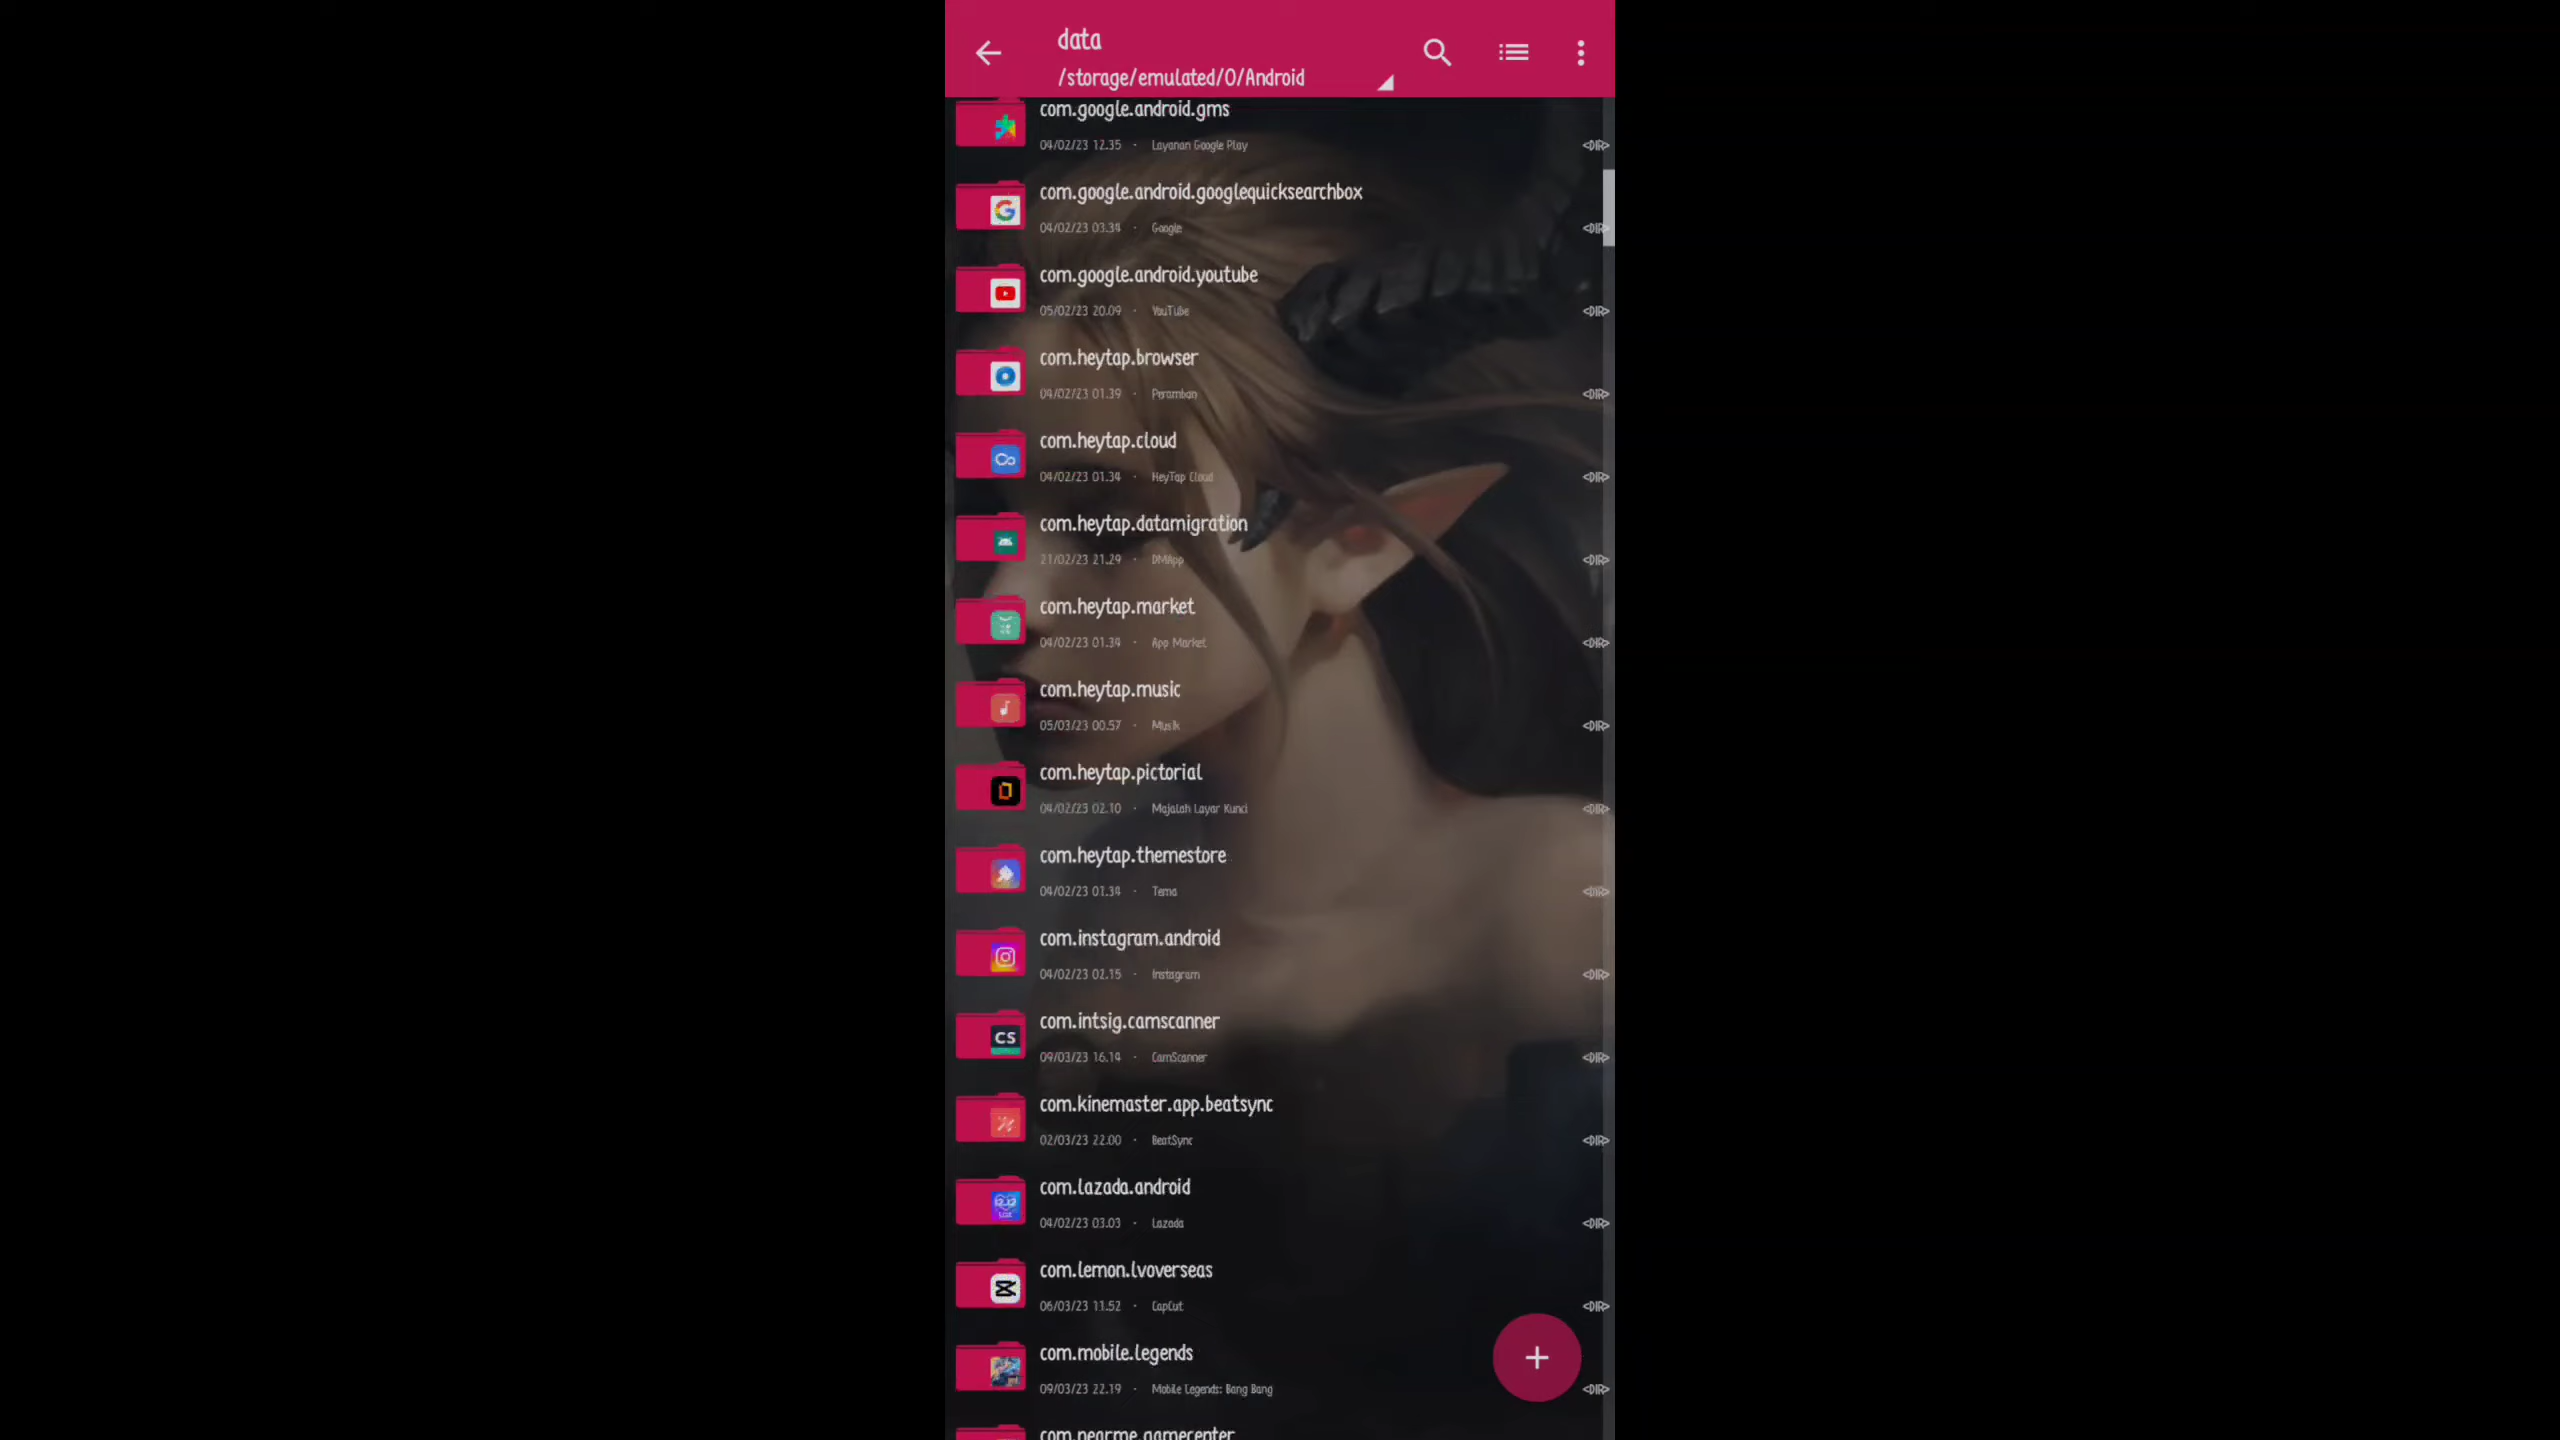 data
/storage/emulated/0/Android
com.google.android.gms
04/02/23 12.35 · Layanan Google Play
<DIR>
com.google.android.googlequicksearchbox
04/02/23 03.34 · Google
<DIR>
com.google.android.youtube
05/02/23 20.09 · YouTube
<DIR>
com.heytap.browser
04/02/23 01.39 · Peramban
<DIR>
com.heytap.cloud
04/02/23 01.34 · HeyTap Cloud
<DIR>
com.heytap.datamigration
21/02/23 21.29 · DMApp
<DIR>
com.heytap.market
04/02/23 01.34 · App Market
<DIR>
com.heytap.music
05/03/23 00.57 · Musik
<DIR>
com.heytap.pictorial
04/02/23 02.10 · Majalah Layar Kunci
<DIR>
com.heytap.themestore
04/02/23 01.34 · Tema
<DIR>
com.instagram.android
04/02/23 02.15 · Instagram
<DIR>
CS
com.intsig.camscanner
09/03/23 16.14 · CamScanner
<DIR>
com.kinemaster.app.beatsync
02/03/23 22.00 · BeatSync
<DIR>
com.lazada.android
04/02/23 03.03 · Lazada
<DIR>
com.lemon.lvoverseas
06/03/23 11.52 · CapCut
<DIR>
com.mobile.legends
09/03/23 22.19 · Mobile Legends: Bang Bang
<DIR>
com.nearme.gamecenter